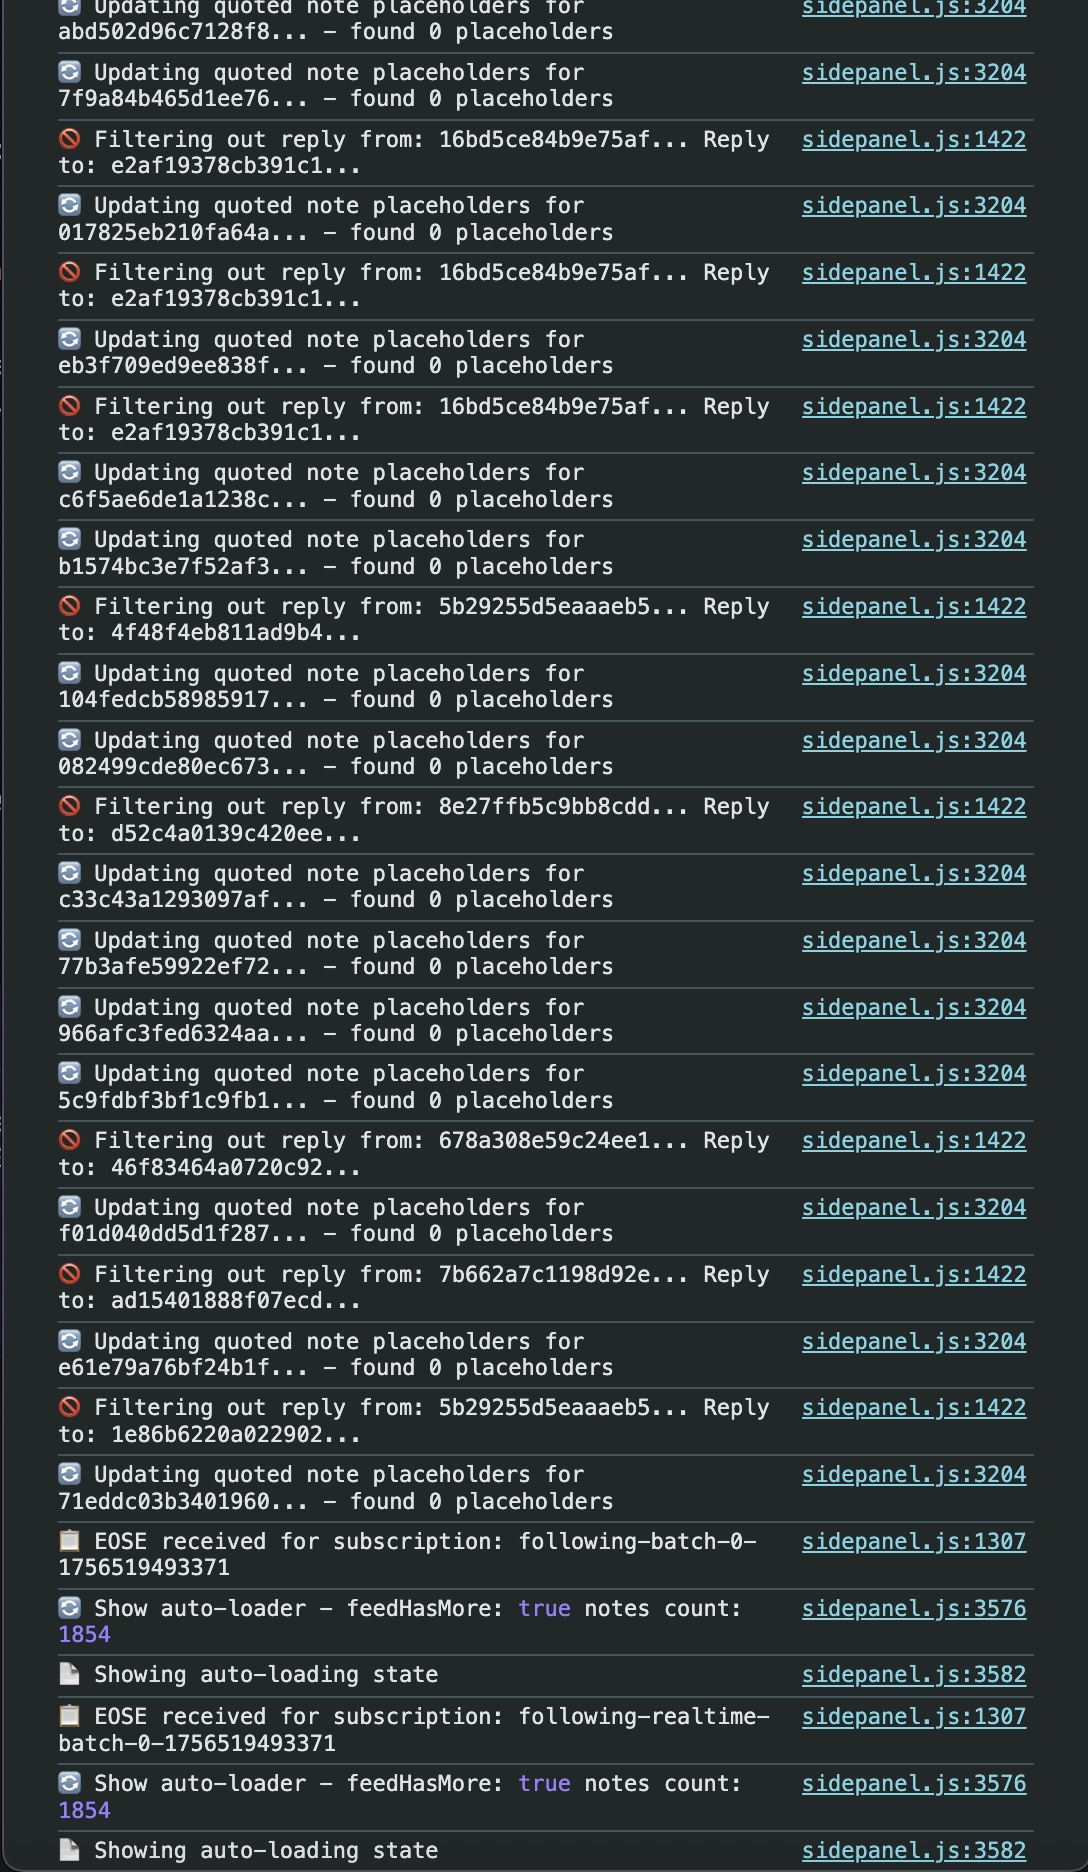 Updating quoted note placeholders for sidepanel.js:3204
abd502d96c7128f8... – found 0 placeholders
Updating quoted note placeholders for sidepanel.js:3204
7f9a84b465d1ee76... – found 0 placeholders
Filtering out reply from: 16bd5ce84b9e75af... Reply sidepanel.js:1422
to: e2af19378cb391c1...
Updating quoted note placeholders for sidepanel.js:3204
017825eb210fa64a... – found 0 placeholders
Filtering out reply from: 16bd5ce84b9e75af... Reply sidepanel.js:1422
to: e2af19378cb391c1...
Updating quoted note placeholders for sidepanel.js:3204
eb3f709ed9ee838f... – found 0 placeholders
Filtering out reply from: 16bd5ce84b9e75af... Reply sidepanel.js:1422
to: e2af19378cb391c1...
Updating quoted note placeholders for sidepanel.js:3204
c6f5ae6de1a1238c... – found 0 placeholders
Updating quoted note placeholders for sidepanel.js:3204
b1574bc3e7f52af3... – found 0 placeholders
Filtering out reply from: 5b29255d5eaaaeb5... Reply sidepanel.js:1422
to: 4f48f4eb811ad9b4...
Updating quoted note placeholders for sidepanel.js:3204
104fedcb58985917... – found 0 placeholders
Updating quoted note placeholders for sidepanel.js:3204
082499cde80ec673... – found 0 placeholders
Filtering out reply from: 8e27ffb5c9bb8cdd... Reply sidepanel.js:1422
to: d52c4a0139c420ee...
Updating quoted note placeholders for sidepanel.js:3204
c33c43a1293097af... – found 0 placeholders
Updating quoted note placeholders for sidepanel.js:3204
77b3afe59922ef72... – found 0 placeholders
Updating quoted note placeholders for sidepanel.js:3204
966afc3fed6324aa... – found 0 placeholders
Updating quoted note placeholders for sidepanel.js:3204
5c9fdbf3bf1c9fb1... – found 0 placeholders
Filtering out reply from: 678a308e59c24ee1... Reply sidepanel.js:1422
to: 46f83464a0720c92...
Updating quoted note placeholders for sidepanel.js:3204
f01d040dd5d1f287... – found 0 placeholders
Filtering out reply from: 7b662a7c1198d92e... Reply sidepanel.js:1422
to: ad15401888f07ecd...
Updating quoted note placeholders for sidepanel.js:3204
e61e79a76bf24b1f... – found 0 placeholders
Filtering out reply from: 5b29255d5eaaaeb5... Reply sidepanel.js:1422
to: 1e86b6220a022902...
Updating quoted note placeholders for sidepanel.js:3204
71eddc03b3401960... – found 0 placeholders
EOSE received for subscription: following-batch-0- sidepanel.js:1307
1756519493371
Show auto-loader – feedHasMore: true notes count: sidepanel.js:3576
1854
Showing auto-loading state sidepanel.js:3582
EOSE received for subscription: following-realtime- sidepanel.js:1307
batch-0-1756519493371
Show auto-loader – feedHasMore: true notes count: sidepanel.js:3576
1854
Showing auto-loading state sidepanel.js:3582